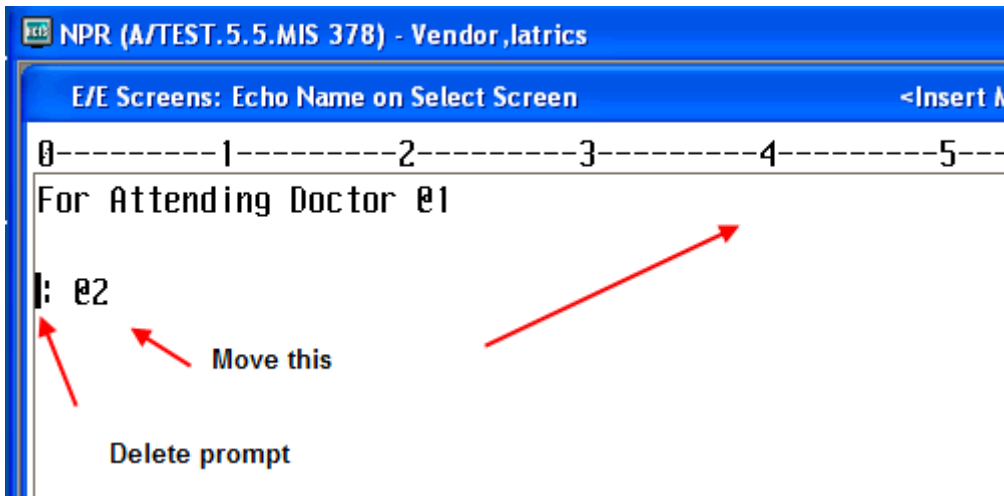 NPR (A/TEST.5.5.MIS 378) - Vendor,Iatrics
E/E Screens: Echo Name on Select Screen <Insert
0---------1---------2---------3---------4---------5---
For Attending Doctor @1
: @2
Move this
Delete prompt